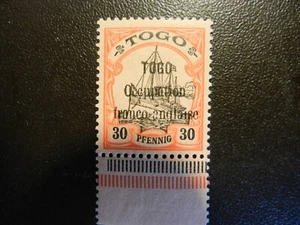 TOGO
TOGO
Occupation
franco-anglaise
30 PFENNIG 30